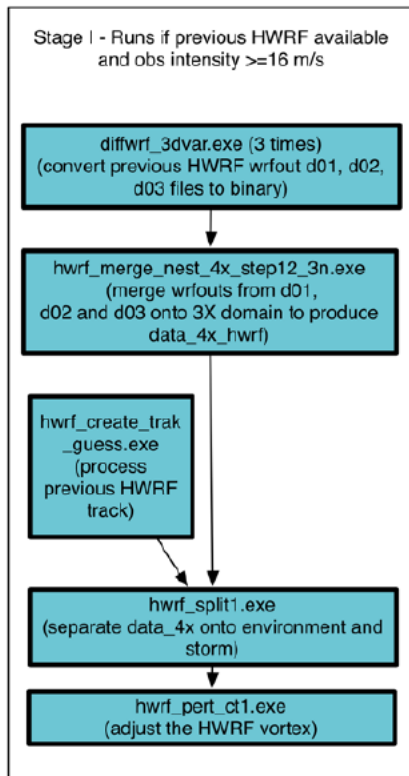 Stage I - Runs if previous HWRF available
and obs intensity >=16 m/s
diffwrf_3dvar.exe (3 times)
(convert previous HWRF wrfout d01, d02,
d03 files to binary)
hwrf_merge_nest_4x_step12_3n.exe
(merge wrfouts from d01,
d02 and d03 onto 3X domain to produce
data_4x_hwrf)
hwrf_create_trak
_guess.exe
(process
previous HWRF
track)
hwrf_split1.exe
(separate data_4x onto environment and
storm)
hwrf_pert_ct1.exe
(adjust the HWRF vortex)